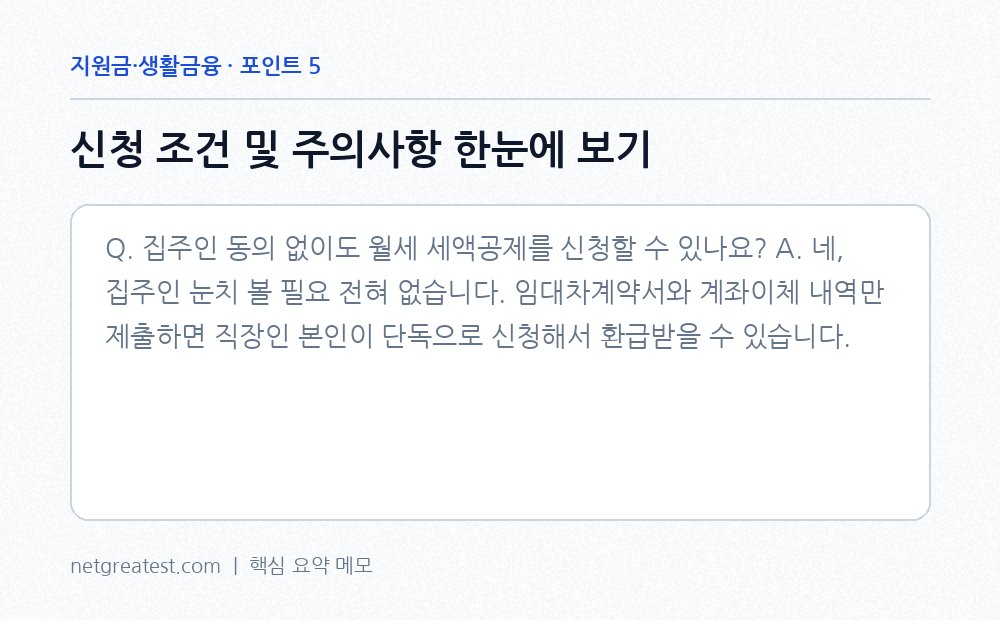 지원금·생활금융 · 포인트 5
신청 조건 및 주의사항 한눈에 보기
Q. 집주인 동의 없이도 월세 세액공제를 신청할 수 있나요? A. 네,
집주인 눈치 볼 필요 전혀 없습니다. 임대차계약서와 계좌이체 내역만
제출하면 직장인 본인이 단독으로 신청해서 환급받을 수 있습니다.
netgreatest.com | 핵심 요약 메모